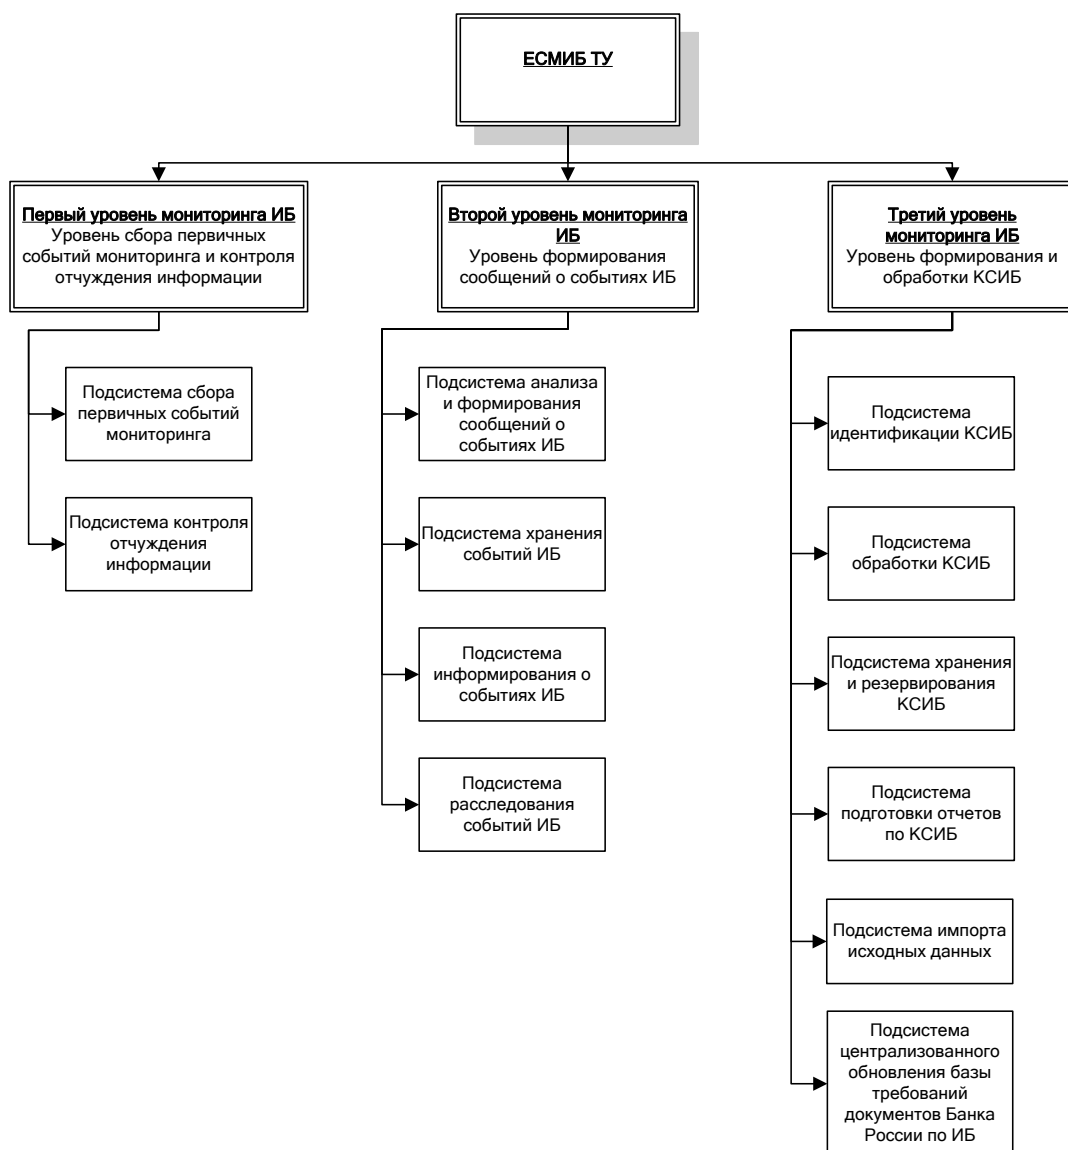 ЕСМИБ ТУ
Первый уровень мониторинга ИБ
Уровень сбора первичных
событий мониторинга и контроля
отчуждения информации
Второй уровень мониторинга
ИБ
Уровень формирования
сообщений о событиях ИБ
Третий уровень
мониторинга ИБ
Уровень формирования и
обработки КСИБ
Подсистема сбора
первичных событий
мониторинга
Подсистема контроля
отчуждения
информации
Подсистема анализа
и формирования
сообщений о
событиях ИБ
Подсистема хранения
событий ИБ
Подсистема
информирования о
событиях ИБ
Подсистема
расследования
событий ИБ
Подсистема
идентификации КСИБ
Подсистема
обработки КСИБ
Подсистема хранения
и резервирования
КСИБ
Подсистема
подготовки отчетов
по КСИБ
Подсистема импорта
исходных данных
Подсистема
централизованного
обновления базы
требований
документов Банка
России по ИБ